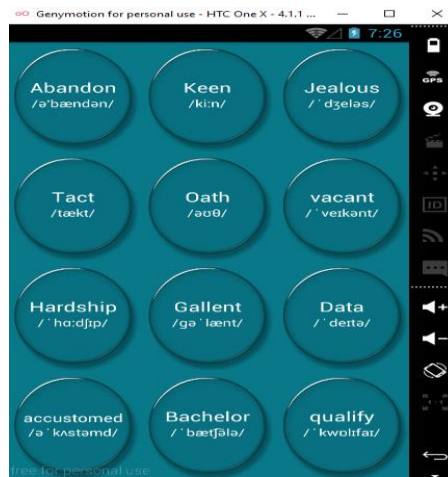 Genymotion for personal use - HTC One X - 4.1.1 ...
7:26
GPS
Abandon Keen Jealous
/ə'bændən/ /ki:n/ /ˈdʒeləs/
Tact Oath vacant
/tækt/ /əʊθ/ /ˈveɪkənt/
ID
Hardship Gallent Data
/ˈhɑ:dʃɪp/ /gəˈlænt/ /ˈdeɪtə/
accustomed Bachelor qualify
/əˈkʌstəmd/ /ˈbætʃələ/ /ˈkwɒlɪfaɪ/
free for personal use